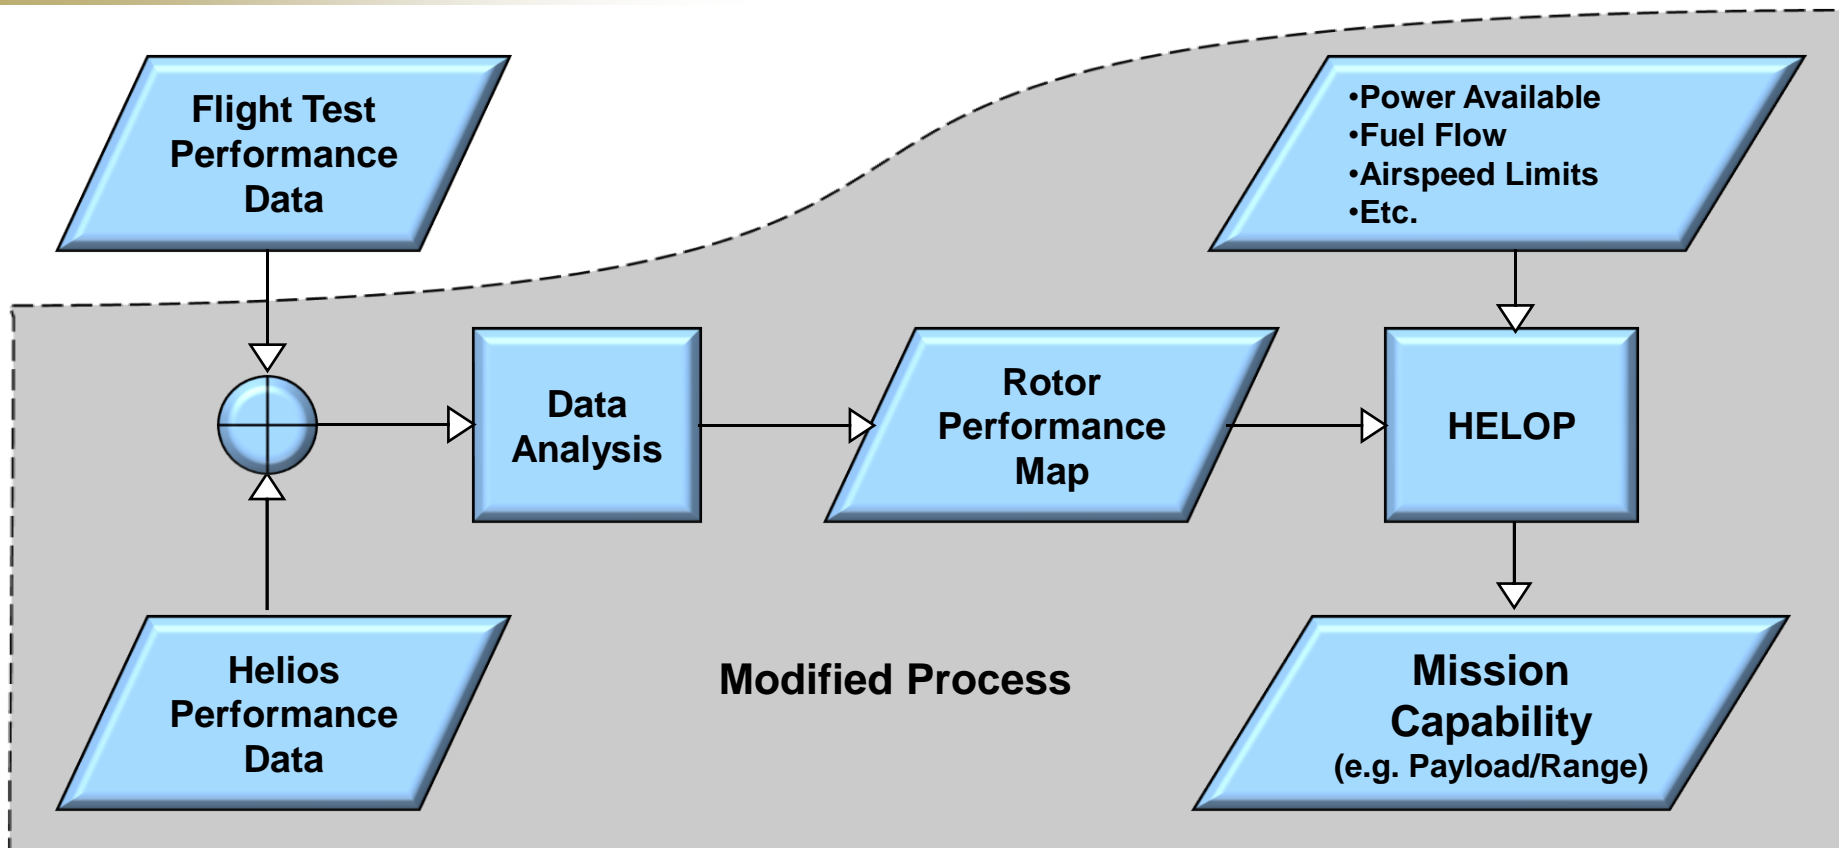 Flight Test
Performance
Data
•Power Available
•Fuel Flow
•Airspeed Limits
•Etc.
Data
Analysis
Rotor
Performance
Map
HELOP
Helios
Performance
Data
Modified Process
Mission
Capability
(e.g. Payload/Range)